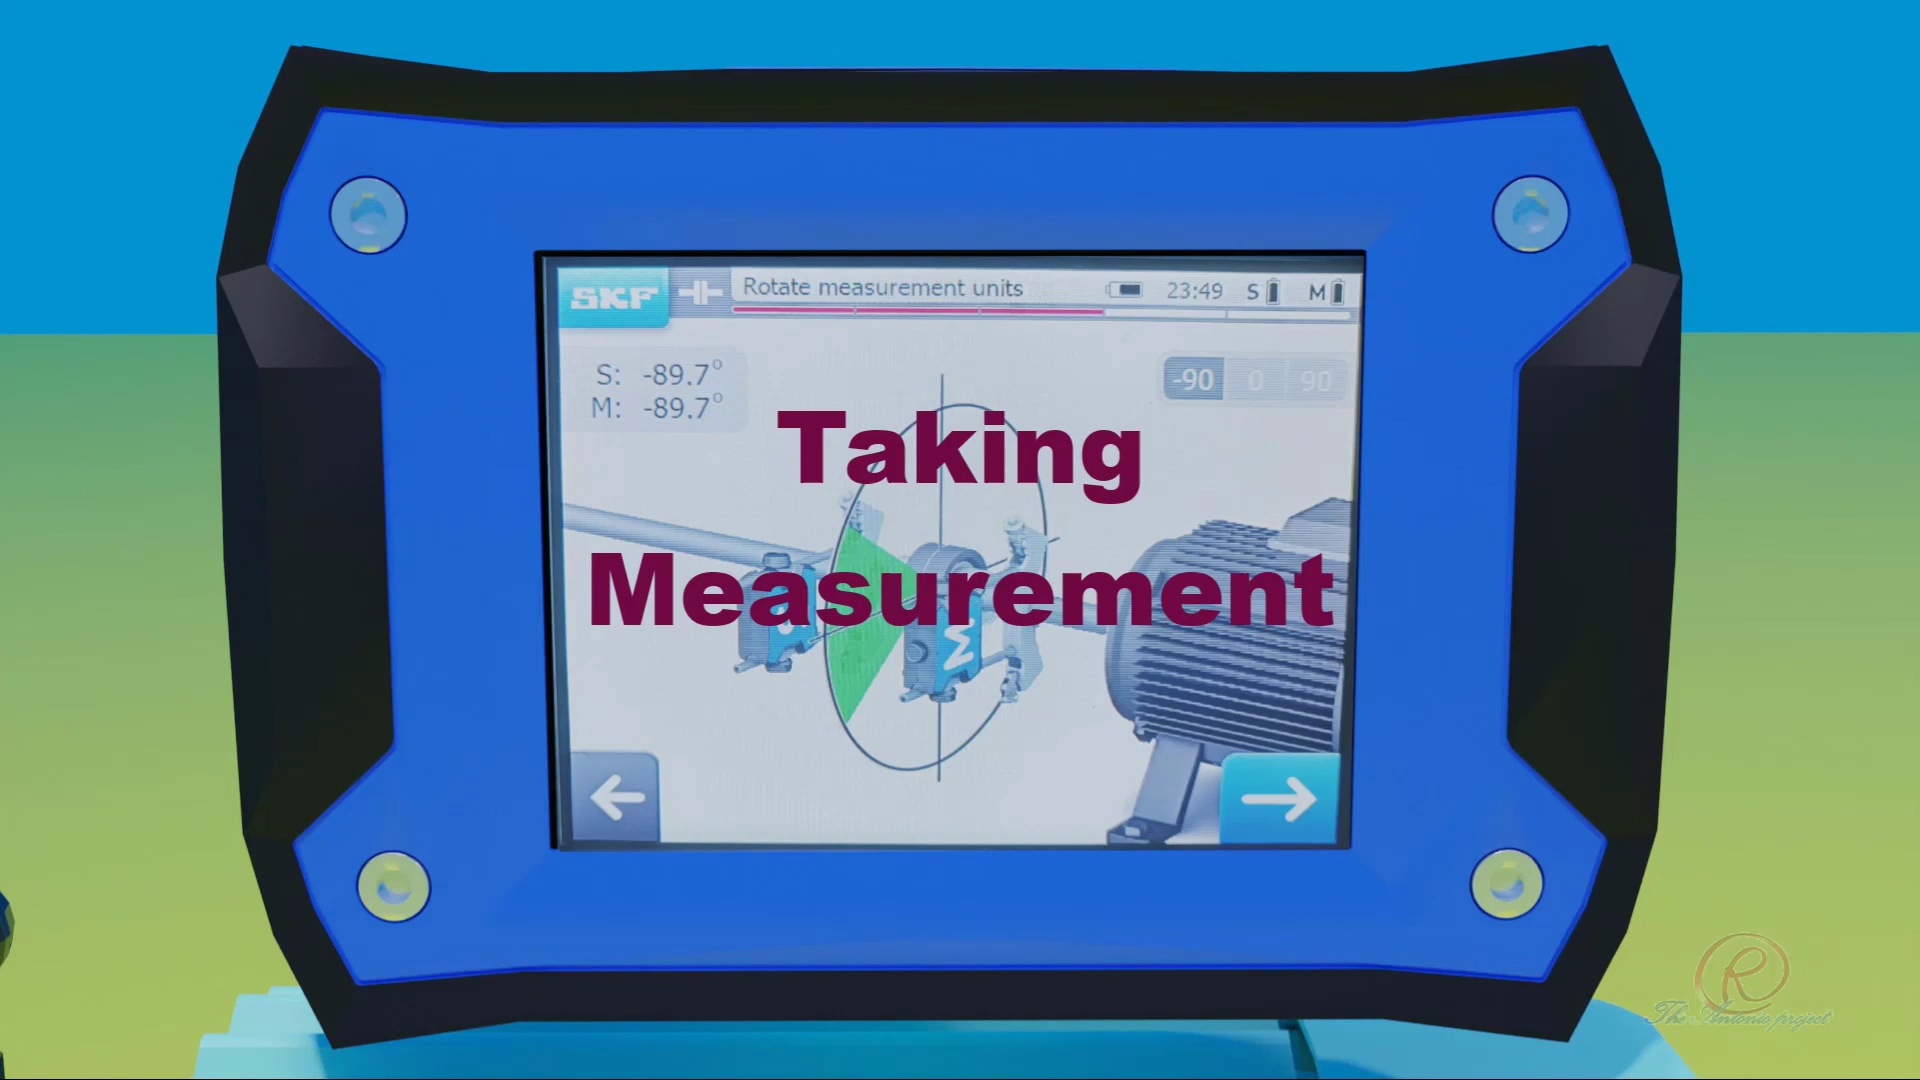 SKF
Rotate measurement units
23:49 S M
S: -89.7°
M: -89.7°
-90 0 90
Taking
Measurement
S M
R
The Antonio project